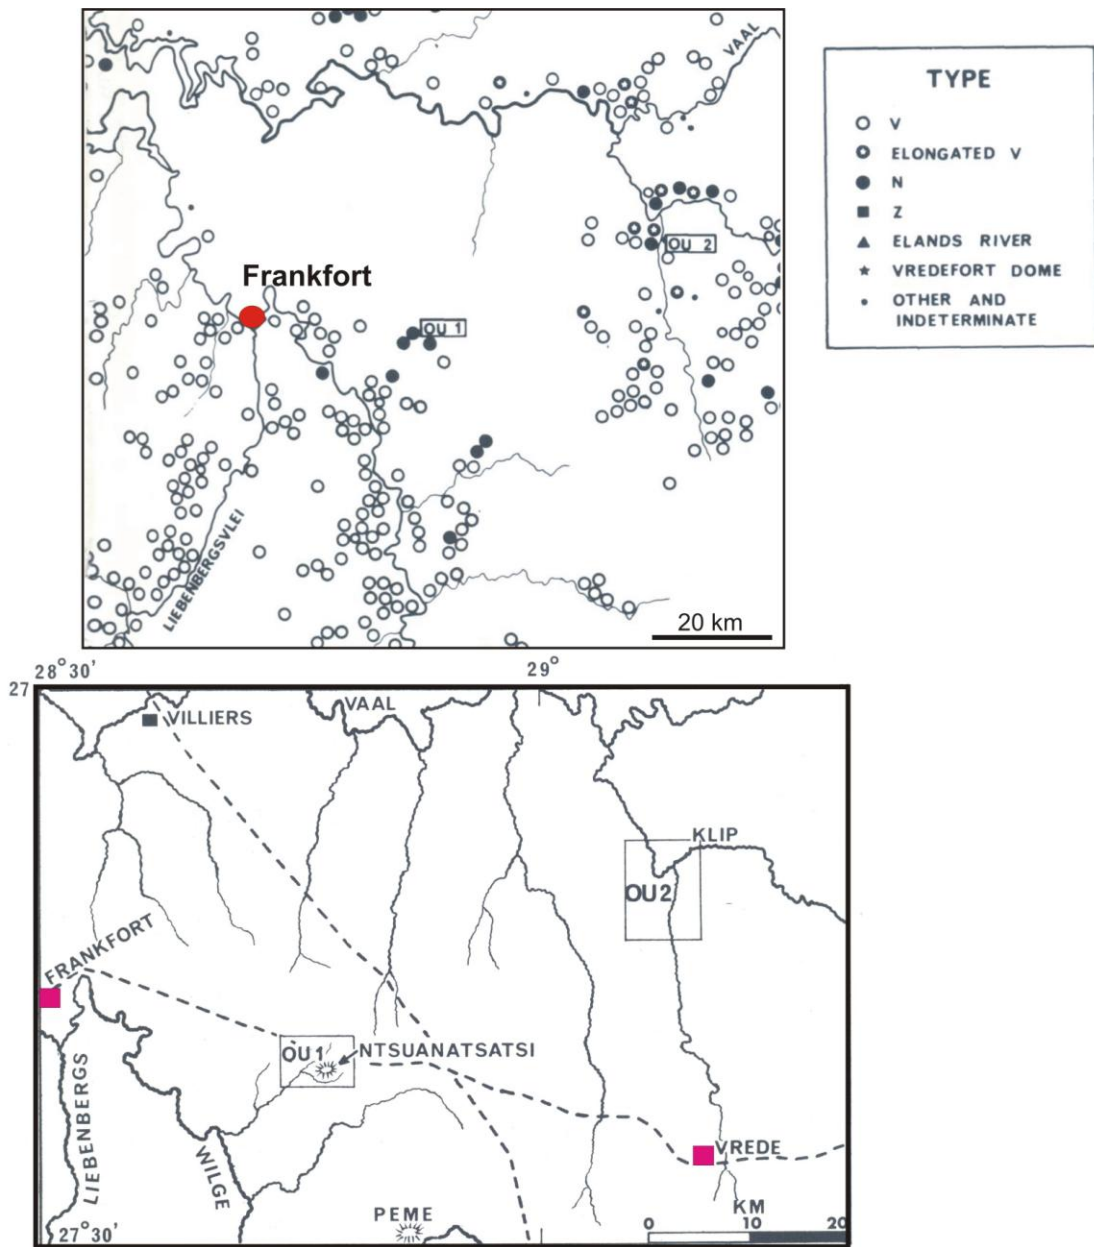 VAAL
TYPE
V
ELONGATED V
N
Z
ELANDS RIVER
VREDEFORT DOME
OTHER AND
INDETERMINATE
OU 2
Frankfort
OU 1
LIEBENBERGSVLEI
20 km
28°30'
29°
27
VILLIERS
VAAL
KLIP
OU2
FRANKFORT
OU1
NTSUANATSATSI
LIEBENBERGS
WILGE
VREDE
PEME
KM
27°30'
0 10 20